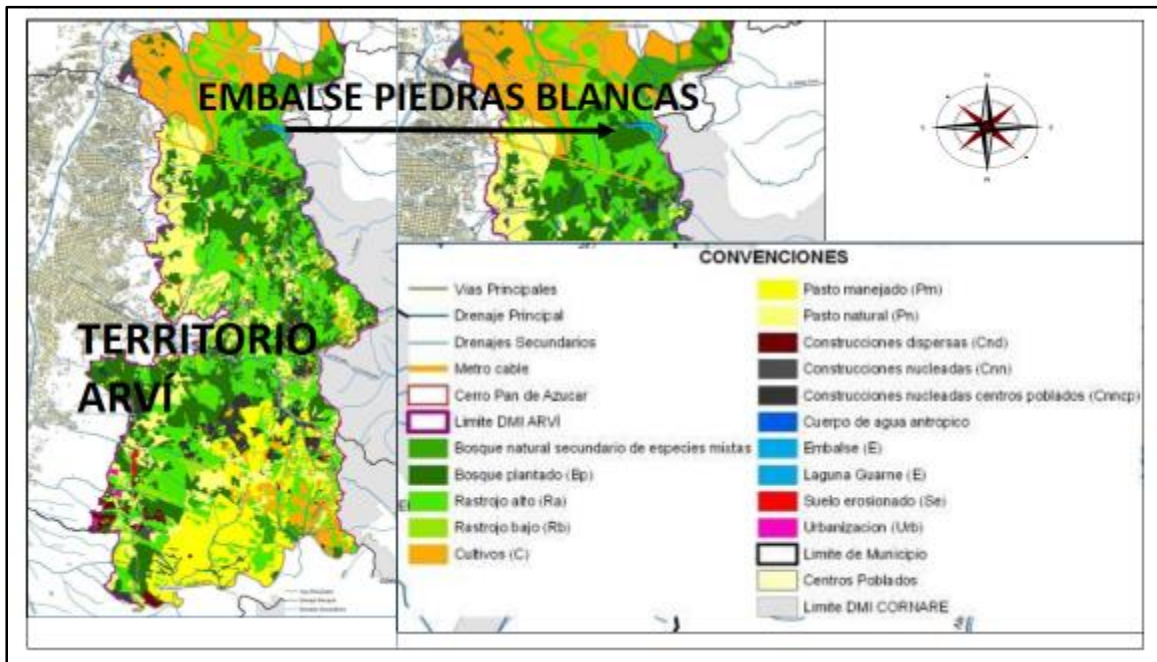 EMBALSE PIEDRAS BLANCAS
TERRITORIO
ARVÍ
CONVENCIONES
Vias Principales
Drenaje Principal
Drenajes Secundarios
Metro cable
Cerro Pan de Azucar
Limite DMI ARVI
Bosque natural secundario de especies mistas
Bosque plantado (Bp)
Rastrojo alto (Ra)
Rastrojo bajo (Rb)
Cultivos (C)
Pasto manejado (Pm)
Pasto natural (Pn)
Construcciones dispersas (Cnd)
Construcciones nucleadas (Cnn)
Construcciones nucleadas centros poblados (Cnncp)
Cuerpo de agua antropico
Embalse (E)
Laguna Guarne (E)
Suelo erosionado (Se)
Urbanizacion (Urb)
Limite de Municipio
Centros Poblados
Limite DMI CORNARE